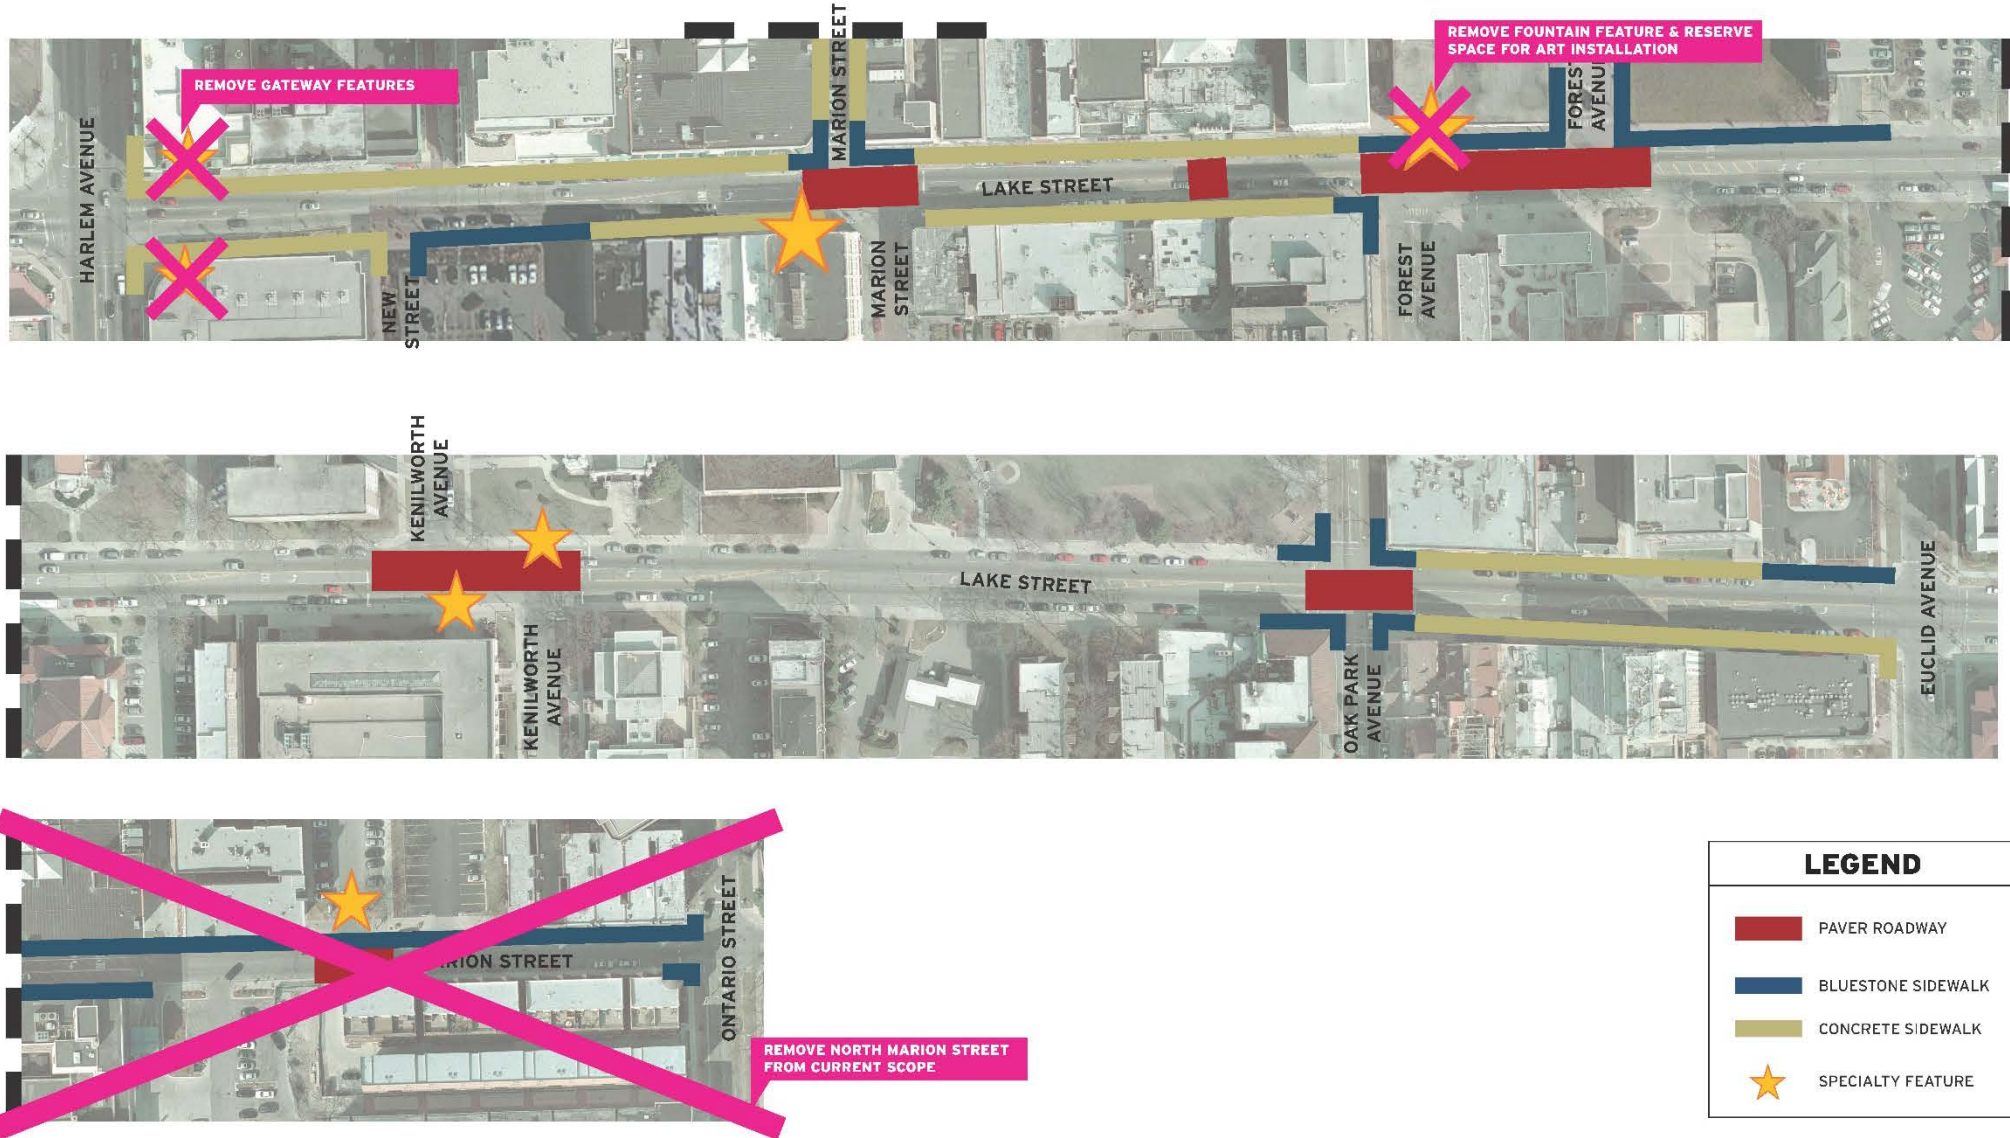 MARION STREET
REMOVE FOUNTAIN FEATURE & RESERVE
SPACE FOR ART INSTALLATION
REMOVE GATEWAY FEATURES
FOREST
AVENUE
HARLEM AVENUE
LAKE STREET
NEW
STREET
MARION
STREET
FOREST
AVENUE
KENILWORTH
AVENUE
LAKE STREET
KENILWORTH
AVENUE
OAK PARK
AVENUE
EUCLID AVENUE
RION STREET
ONTARIO STREET
REMOVE NORTH MARION STREET
FROM CURRENT SCOPE
LEGEND
PAVER ROADWAY
BLUESTONE SIDEWALK
CONCRETE SIDEWALK
SPECIALTY FEATURE